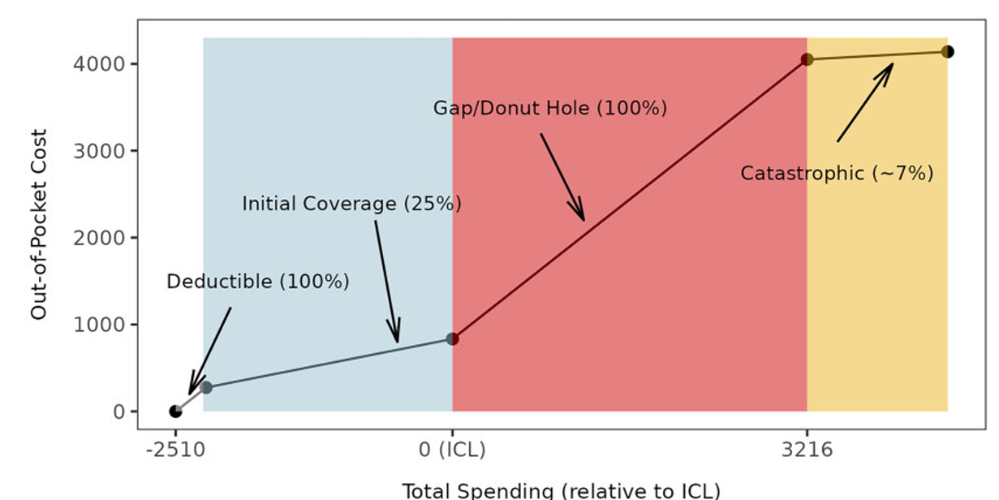 4000
3000
2000
1000
0
Out-of-Pocket Cost
Gap/Donut Hole (100%)
Catastrophic (~7%)
Initial Coverage (25%)
Deductible (100%)
-2510
0 (ICL)
3216
Total Spending (relative to ICL)